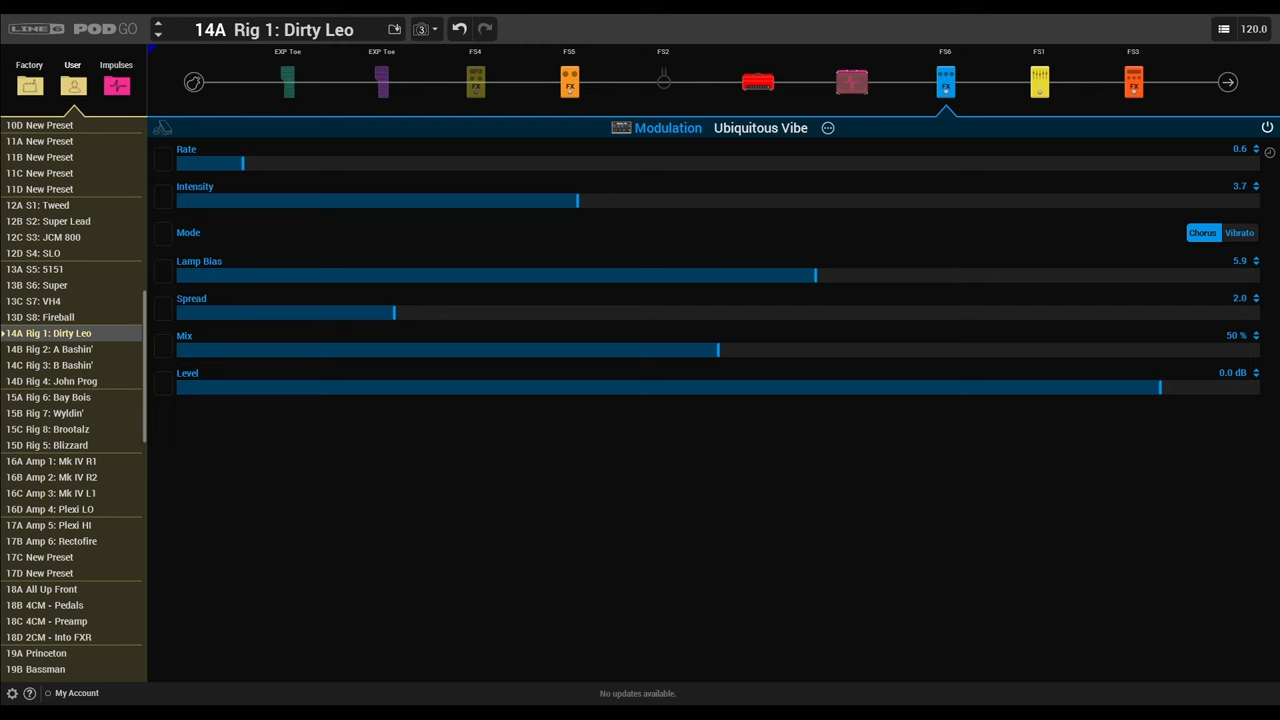 LINE 6 POD GO
14A Rig 1: Dirty Leo
3
120.0
Factory
User
Impulses
EXP Toe
EXP Toe
FS4
FS5
FS2
FS6
FS1
FS3
FX
FX
FX
FX
FX
Modulation Ubiquitous Vibe
Rate 0.6
Intensity 3.7
Mode Chorus Vibrato
Lamp Bias 5.9
Spread 2.0
Mix 50 %
Level 0.0 dB
10D New Preset
11A New Preset
11B New Preset
11C New Preset
11D New Preset
12A S1: Tweed
12B S2: Super Lead
12C S3: JCM 800
12D S4: SLO
13A S5: 5151
13B S6: Super
13C S7: VH4
13D S8: Fireball
14A Rig 1: Dirty Leo
14B Rig 2: A Bashin'
14C Rig 3: B Bashin'
14D Rig 4: John Prog
15A Rig 6: Bay Bois
15B Rig 7: Wyldin'
15C Rig 8: Brootalz
15D Rig 5: Blizzard
16A Amp 1: Mk IV R1
16B Amp 2: Mk IV R2
16C Amp 3: Mk IV L1
16D Amp 4: Plexi LO
17A Amp 5: Plexi HI
17B Amp 6: Rectofire
17C New Preset
17D New Preset
18A All Up Front
18B 4CM - Pedals
18C 4CM - Preamp
18D 2CM - Into FXR
19A Princeton
19B Bassman
? My Account
No updates available.